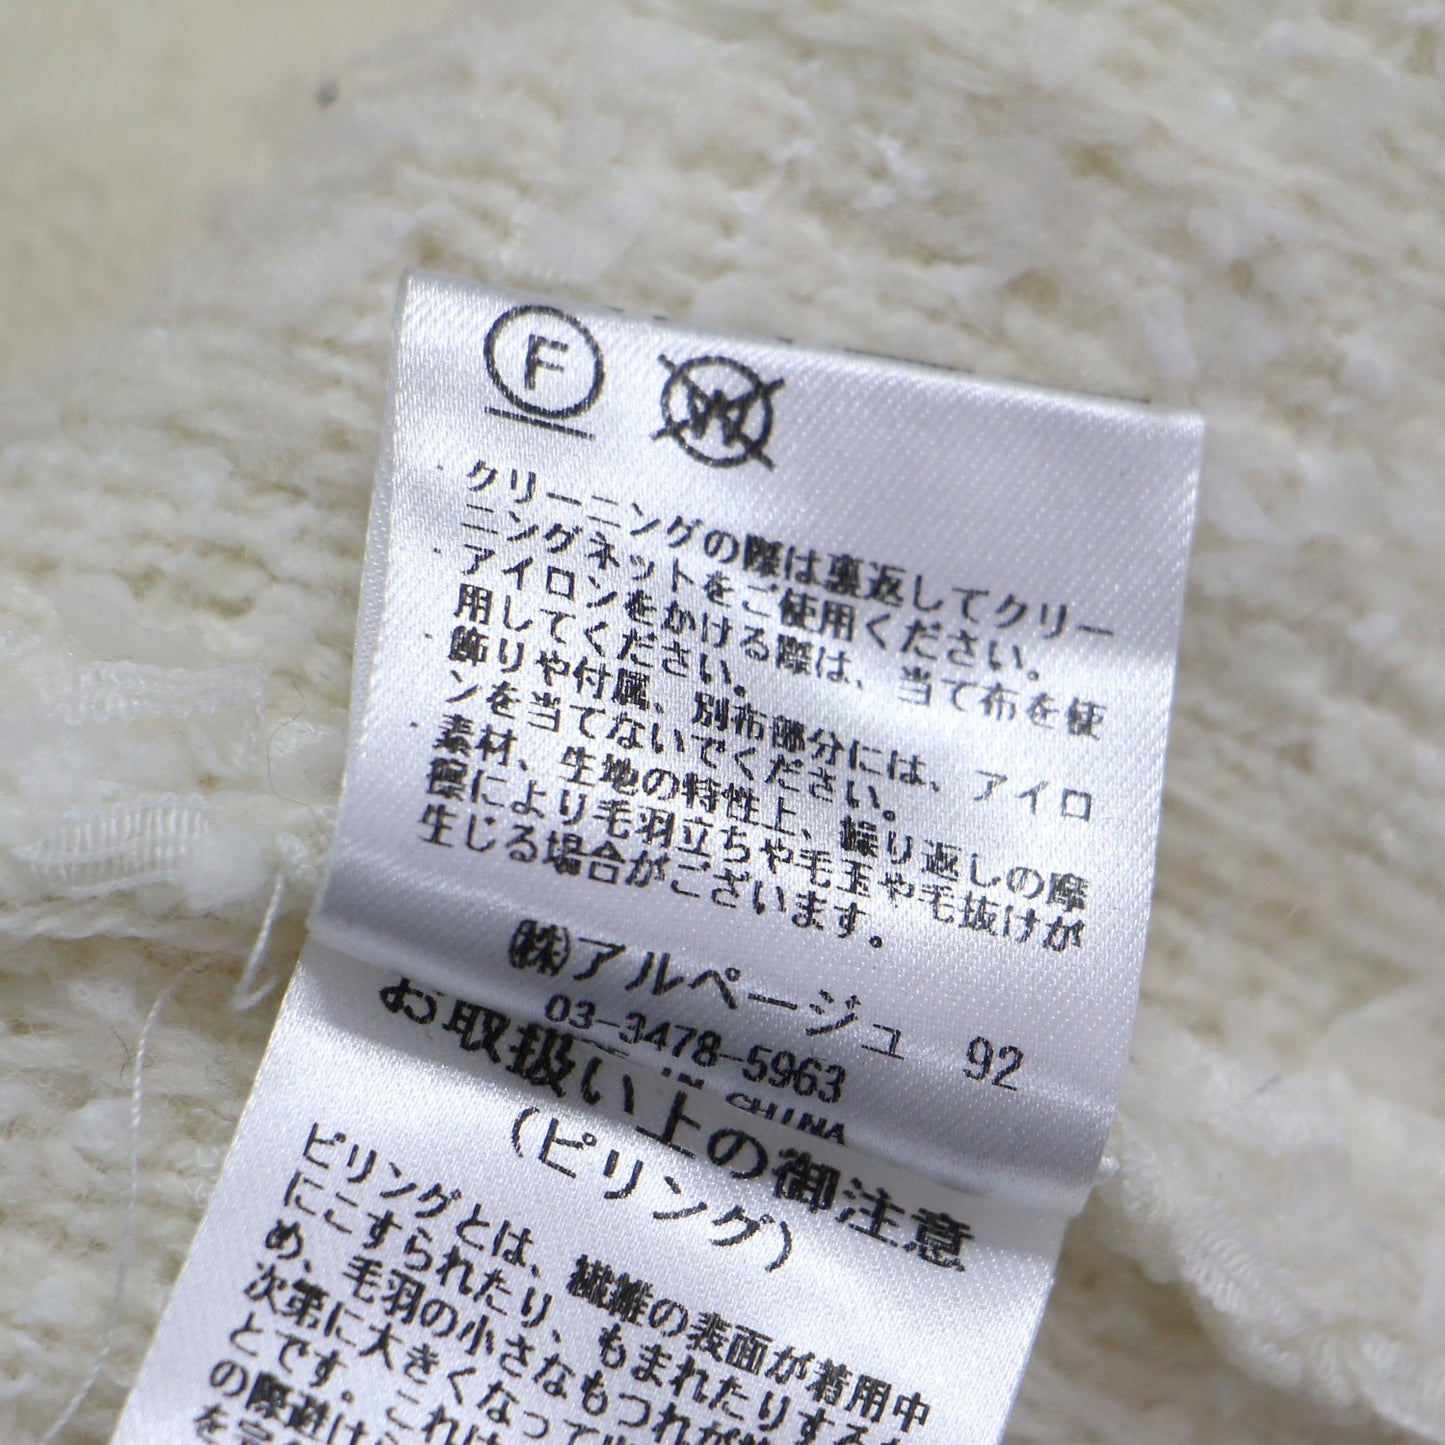 F
W
・クリーニングの際は裏返してクリー
ニングネットをご使用ください。
・アイロンをかける際は、当て布を使
用してください。
・飾りや付属、別布部分には、アイロ
ンを当てないでください。
・素材、生地の特性上、繰り返しの摩
擦により毛羽立ちや毛玉や毛抜けが
生じる場合がございます。
㈱アルページュ 92
03-3478-5963
IN CHINA
お取扱い上の御注意
(ピリング)
ピリングとは、繊維の表面が着用中
にこすられたり、もまれたりする
め、毛羽の小さなもつれが
次第に大きくなって
とです。これは
の際避け